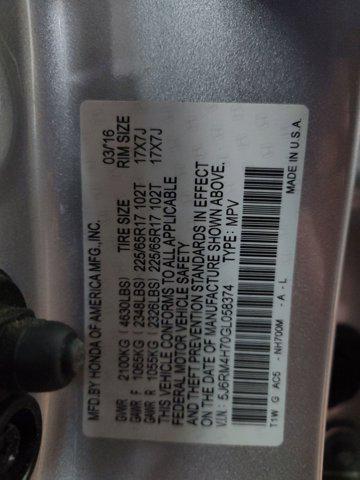 MFD.BY HONDA OF AMERICA MFG.,INC. 03/16
GVWR 2100KG (4630LBS) TIRE SIZE RIM SIZE
GAWR F 1065KG (2348LBS) 225/65R17 102T 17X7J
GAWR R 1055KG (2326LBS) 225/65R17 102T 17X7J
THIS VEHICLE CONFORMS TO ALL APPLICABLE
FEDERAL MOTOR VEHICLE SAFETY
AND THEFT PREVENTION STANDARDS IN EFFECT
ON THE DATE OF MANUFACTURE SHOWN ABOVE.
V.I.N.: 5J6RM4H70GL058374 TYPE: MPV
T1W G AC5 - NH700M - A - L MADE IN U.S.A.